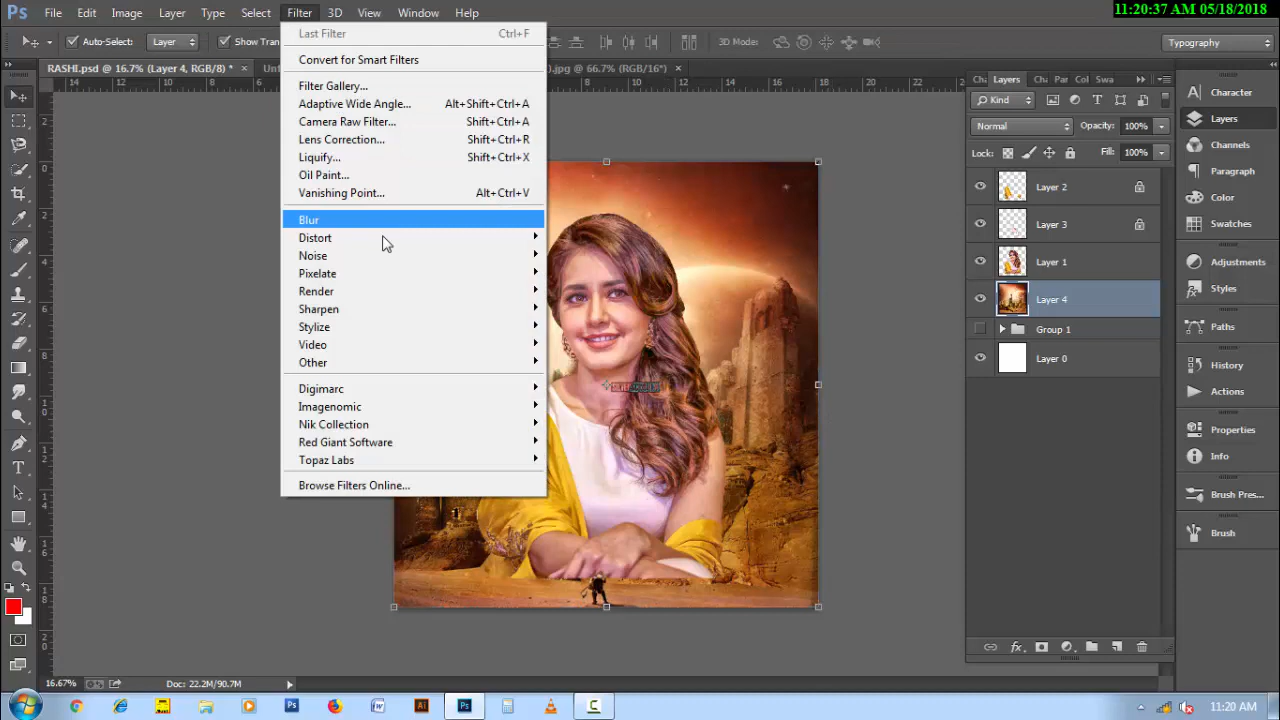 11:20:37 AM 05/18/2018
Ps File Edit Image Layer Type Select Filter 3D View Window Help
Auto-Select: Layer Show Tran
3D Mode:
Typography
RASHI.psd @ 16.7% (Layer 4, RGB/8) * × .jpg @ 66.7% (RGB/16*) ×
Last Filter Ctrl+F
Convert for Smart Filters
Filter Gallery...
Adaptive Wide Angle... Alt+Shift+Ctrl+A
Camera Raw Filter... Shift+Ctrl+A
Lens Correction... Shift+Ctrl+R
Liquify... Shift+Ctrl+X
Oil Paint...
Vanishing Point... Alt+Ctrl+V
Blur
Distort
Noise
Pixelate
Render
Sharpen
Stylize
Video
Other
Digimarc
Imagenomic
Nik Collection
Red Giant Software
Topaz Labs
Browse Filters Online...
Layers Par Col Swa
Kind
Normal Opacity: 100%
Lock: Fill: 100%
Layer 2
Layer 3
Layer 1
Layer 4
Group 1
Layer 0
Character
Layers
Channels
Paragraph
Color
Swatches
Adjustments
Styles
Paths
History
Actions
Properties
Info
Brush Pres...
Brush
16.67% Doc: 22.2M/90.7M
11:20 AM